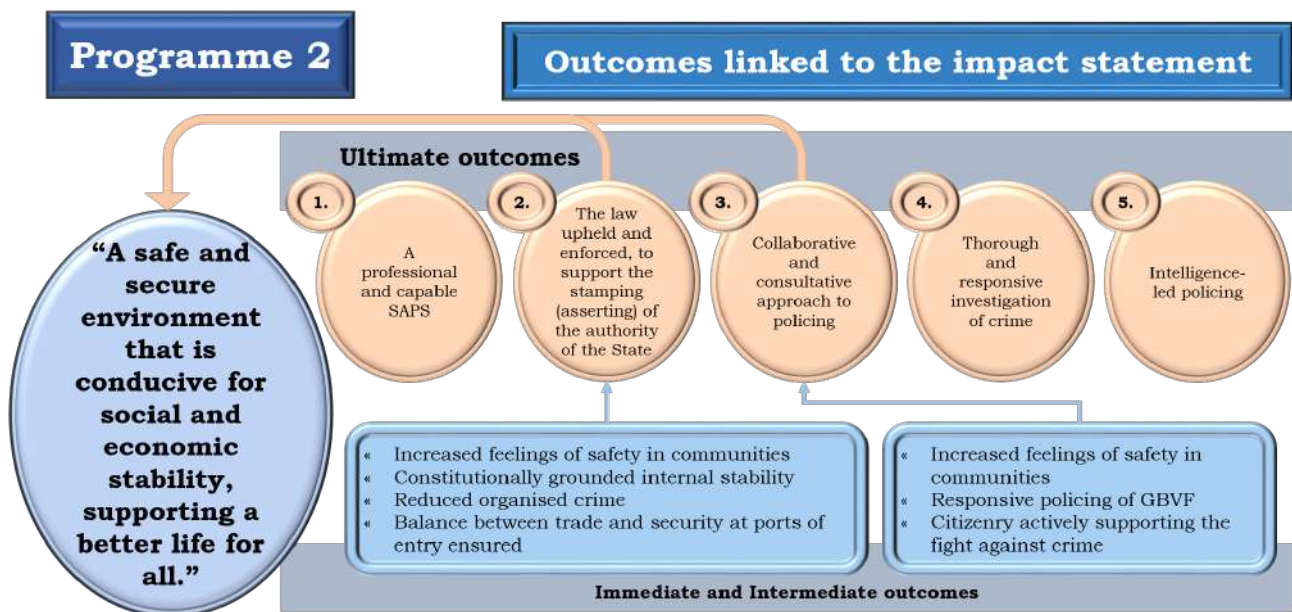 Programme 2
Outcomes linked to the impact statement
Ultimate outcomes
1.
A
professional
and capable
SAPS
2.
The law
upheld and
enforced, to
support the
stamping
(asserting) of
the authority
of the State
3.
Collaborative
and
consultative
approach to
policing
4.
Thorough
and
responsive
investigation
of crime
5.
Intelligence-
led policing
“A safe and
secure
environment
that is
conducive for
social and
economic
stability,
supporting a
better life for
all.”
« Increased feelings of safety in communities
« Constitutionally grounded internal stability
« Reduced organised crime
« Balance between trade and security at ports of
entry ensured
« Increased feelings of safety in
communities
« Responsive policing of GBVF
« Citizenry actively supporting the
fight against crime
Immediate and Intermediate outcomes